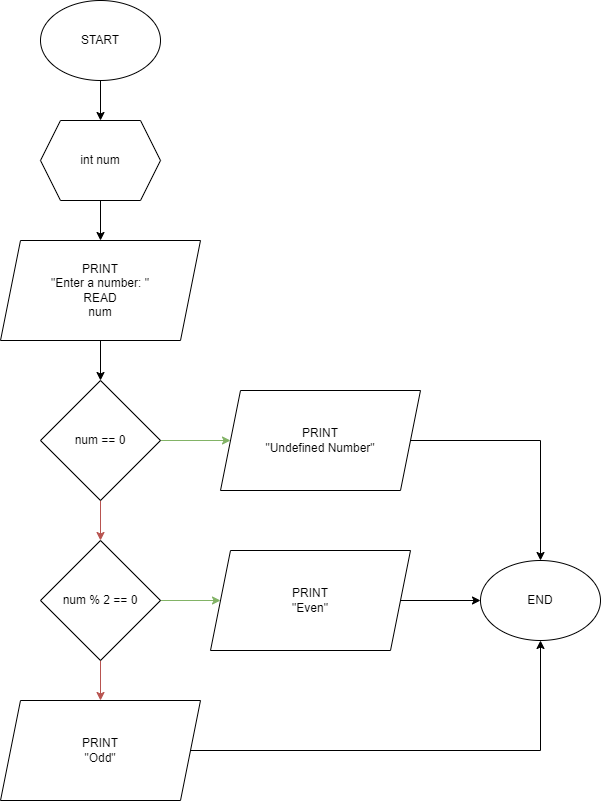 START
int num
PRINT
"Enter a number: "
READ
num
num == 0
PRINT
"Undefined Number"
num % 2 == 0
PRINT
"Even"
END
PRINT
"Odd"